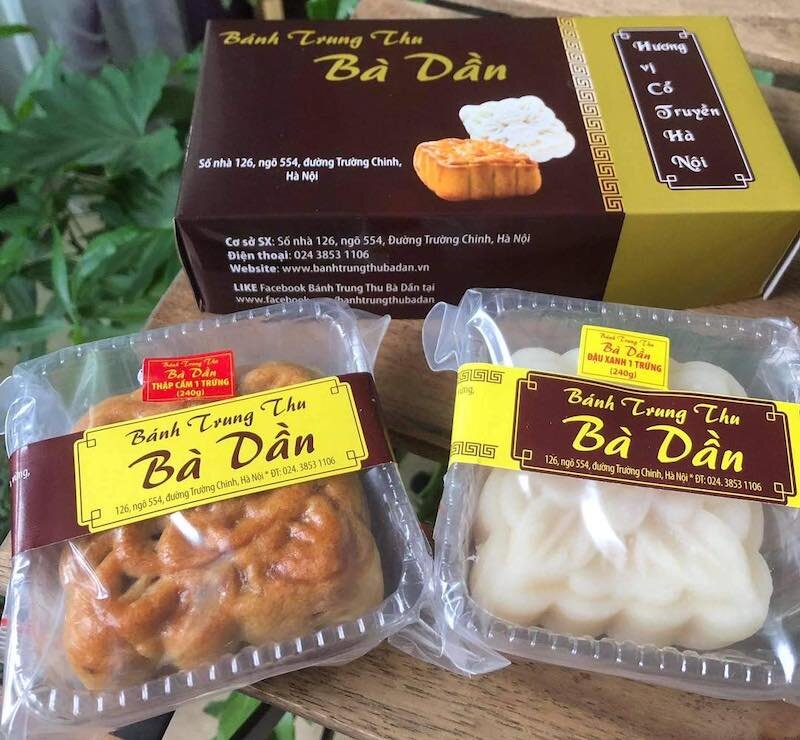 Bánh Trung Thu
Bà Dần
Số nhà 126, ngõ 554, đường Trường Chinh,
Hà Nội
Hương
vị
Cổ
Truyền
Hà
Nội
Cơ sở SX: Số nhà 126, ngõ 554, Đường Trường Chinh, Hà Nội
Điện thoại: 024 3853 1106
Website: www.banhtrungthubadan.vn
LIKE Facebook Bánh Trung Thu Bà Dần tại
www.facebook.com/banhtrungthubadan
Bánh Trung Thu
Bà Dần
THẬP CẨM 1 TRỨNG
(240g)
Bánh Trung Thu
Bà Dần
126, ngõ 554, đường Trường Chinh, Hà Nội * ĐT: 024. 3853 1106
Bánh Trung Thu
Bà Dần
ĐẬU XANH 1 TRỨNG
(240g)
Bánh Trung Thu
Bà Dần
126, ngõ 554, đường Trường Chinh, Hà Nội * ĐT: 024. 3853 1106